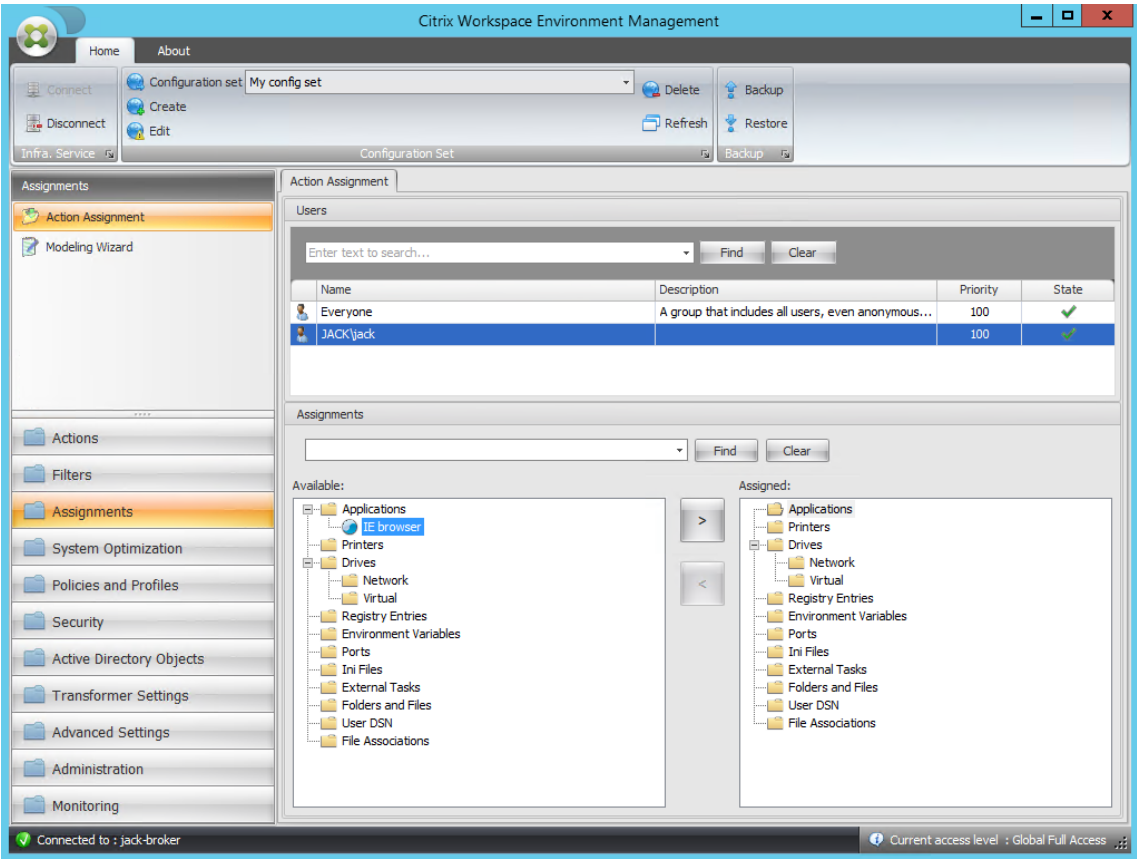 Citrix Workspace Environment Management
Home About
Connect
Disconnect
Infra. Service
Configuration set My config set
Create
Edit
Delete
Refresh
Configuration Set
Backup
Restore
Backup
Assignments
Action Assignment
Modeling Wizard
Actions
Filters
Assignments
System Optimization
Policies and Profiles
Security
Active Directory Objects
Transformer Settings
Advanced Settings
Administration
Monitoring
Action Assignment
Users
Enter text to search... Find Clear
Name Description Priority State
Everyone A group that includes all users, even anonymous... 100
JACK\jack 100
Assignments
Find Clear
Available:
Applications
IE browser
Printers
Drives
Network
Virtual
Registry Entries
Environment Variables
Ports
Ini Files
External Tasks
Folders and Files
User DSN
File Associations
>
<
Assigned:
Applications
Printers
Drives
Network
Virtual
Registry Entries
Environment Variables
Ports
Ini Files
External Tasks
Folders and Files
User DSN
File Associations
Connected to : jack-broker
Current access level : Global Full Access